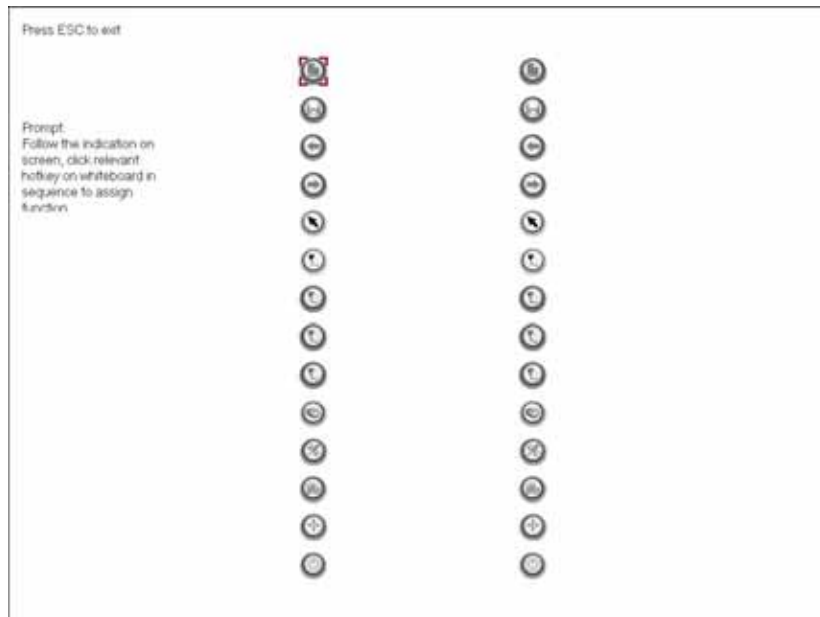 Press ESC to exit
Prompt:
Follow the indication on
screen, click relevant
hotkey on whiteboard in
sequence to assign
function